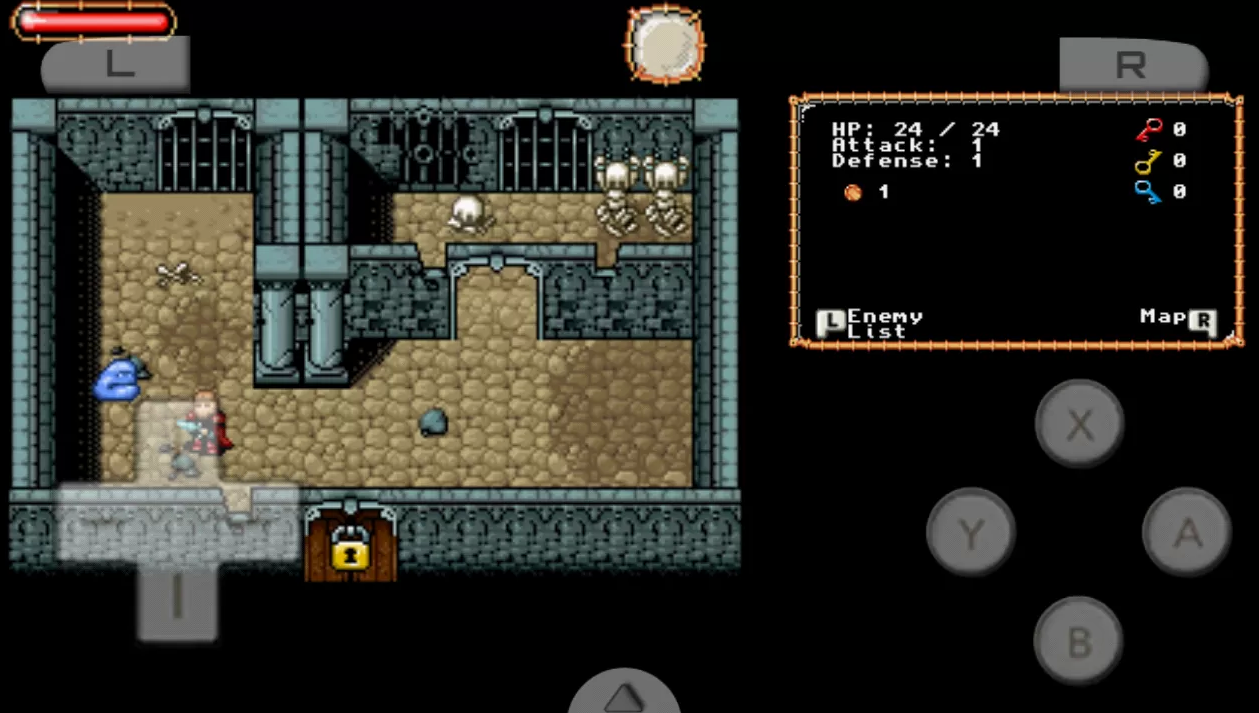 L
R
HP: 24 / 24
0
Attack: 1
Defense: 1
0
1
0
L Enemy List
Map R
X
Y
A
B